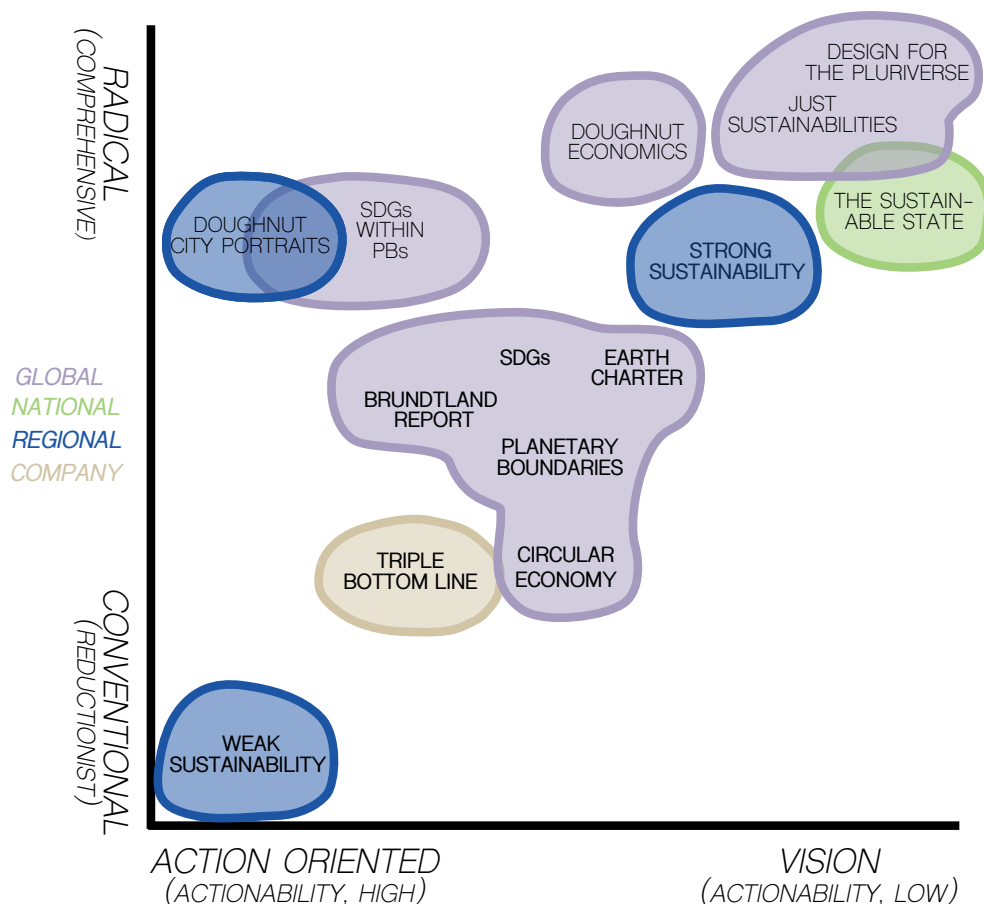 RADICAL
(COMPREHENSIVE)
DESIGN FOR
THE PLURIVERSE
JUST
SUSTAINABILITIES
DOUGHNUT
ECONOMICS
THE SUSTAIN-
ABLE STATE
DOUGHNUT
CITY PORTRAITS
SDGs
WITHIN
PBs
STRONG
SUSTAINABILITY
GLOBAL
NATIONAL
REGIONAL
COMPANY
SDGs
EARTH
CHARTER
BRUNDTLAND
REPORT
PLANETARY
BOUNDARIES
TRIPLE
BOTTOM LINE
CIRCULAR
ECONOMY
CONVENTIONAL
(REDUCTIONIST)
WEAK
SUSTAINABILITY
ACTION ORIENTED
(ACTIONABILITY, HIGH)
VISION
(ACTIONABILITY, LOW)